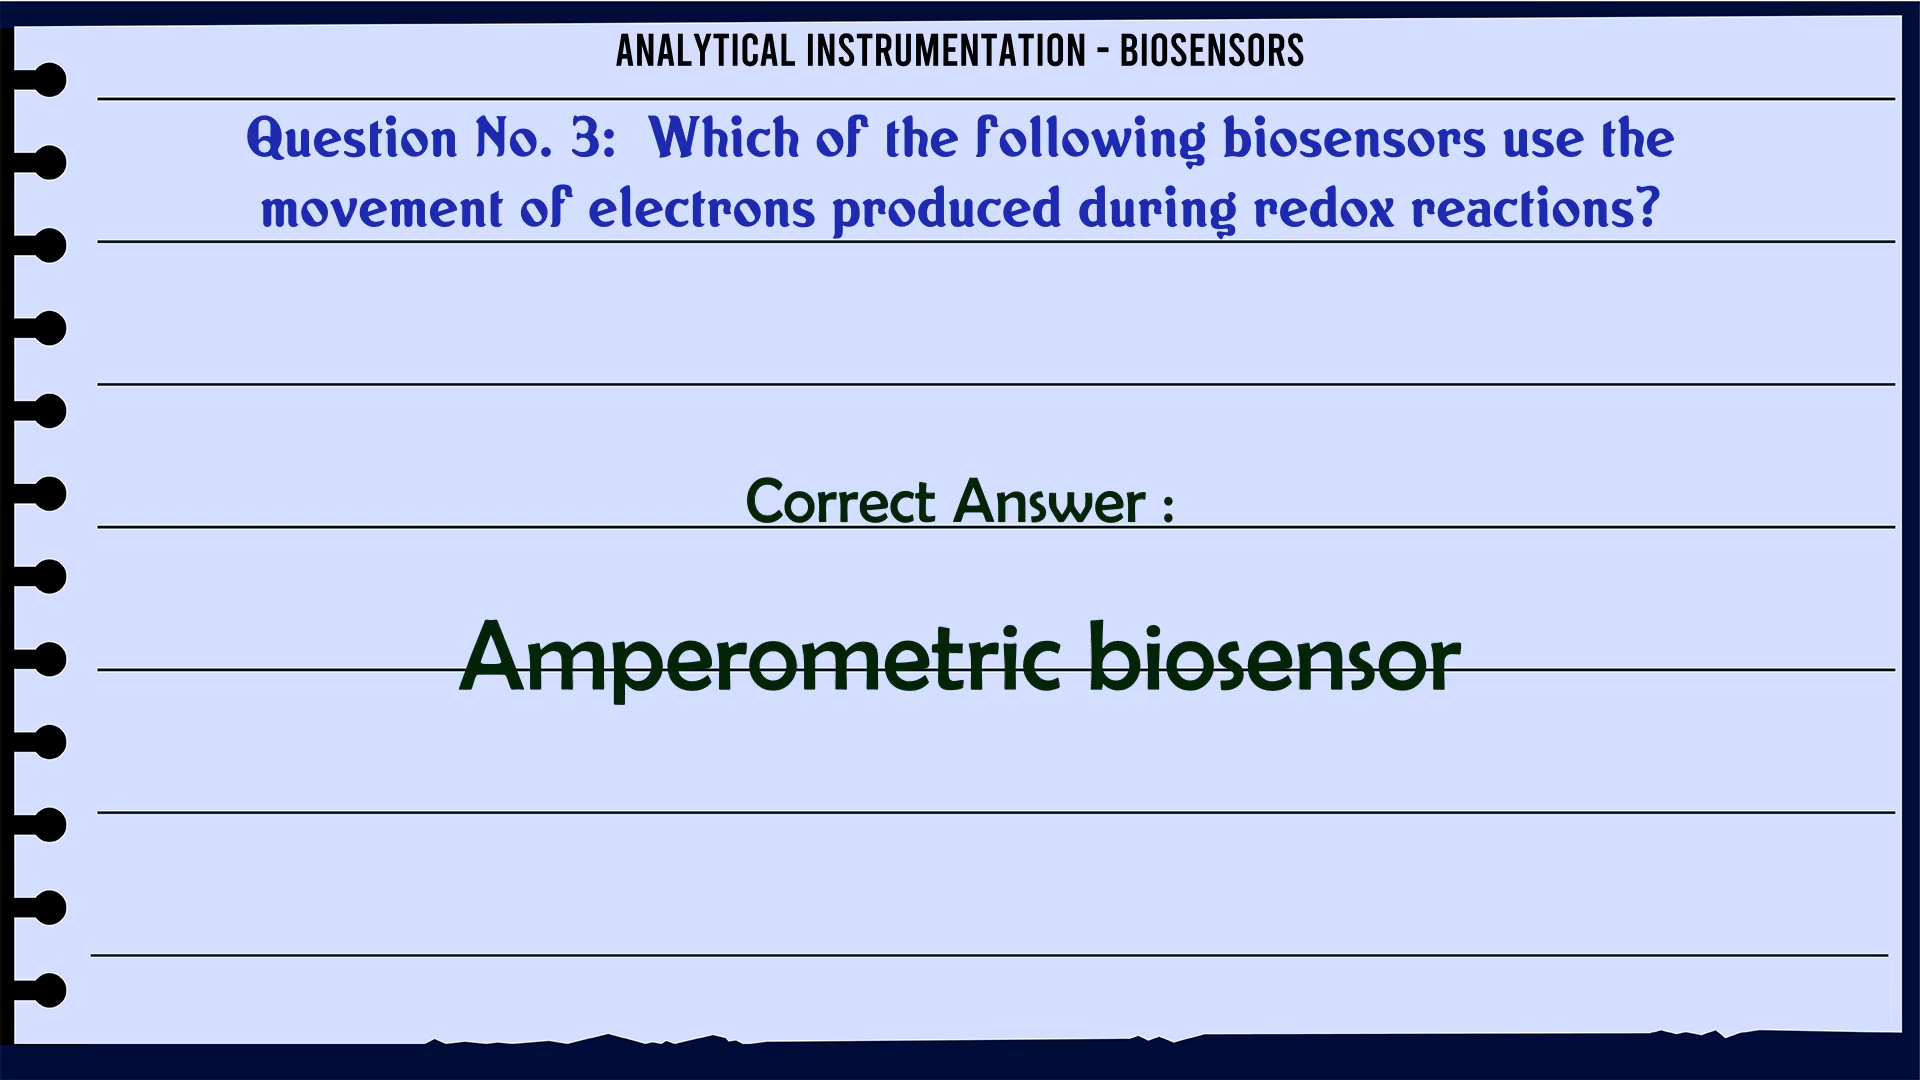 ANALYTICAL INSTRUMENTATION - BIOSENSORS
Question No. 3:  Which of the following biosensors use the
movement of electrons produced during redox reactions?
Correct Answer :
Amperometric biosensor